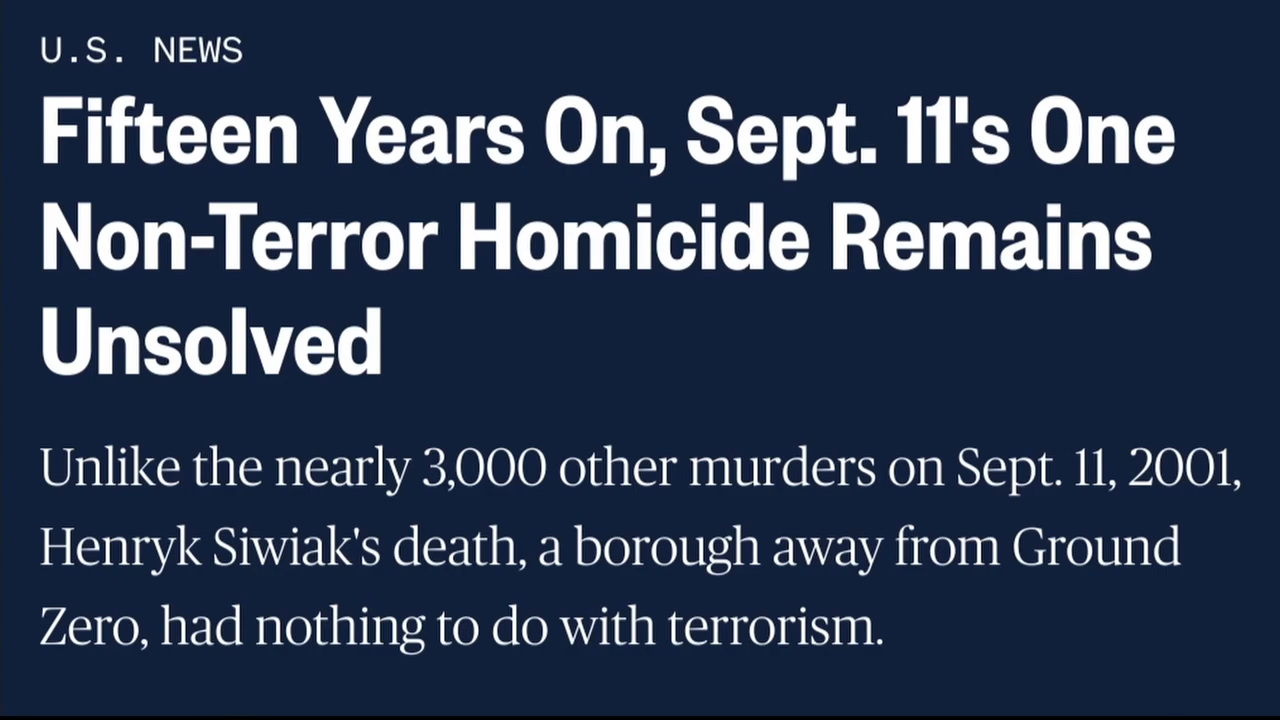 U.S. NEWS
Fifteen Years On, Sept. 11's One
Non-Terror Homicide Remains
Unsolved
Unlike the nearly 3,000 other murders on Sept. 11, 2001,
Henryk Siwiak's death, a borough away from Ground
Zero, had nothing to do with terrorism.